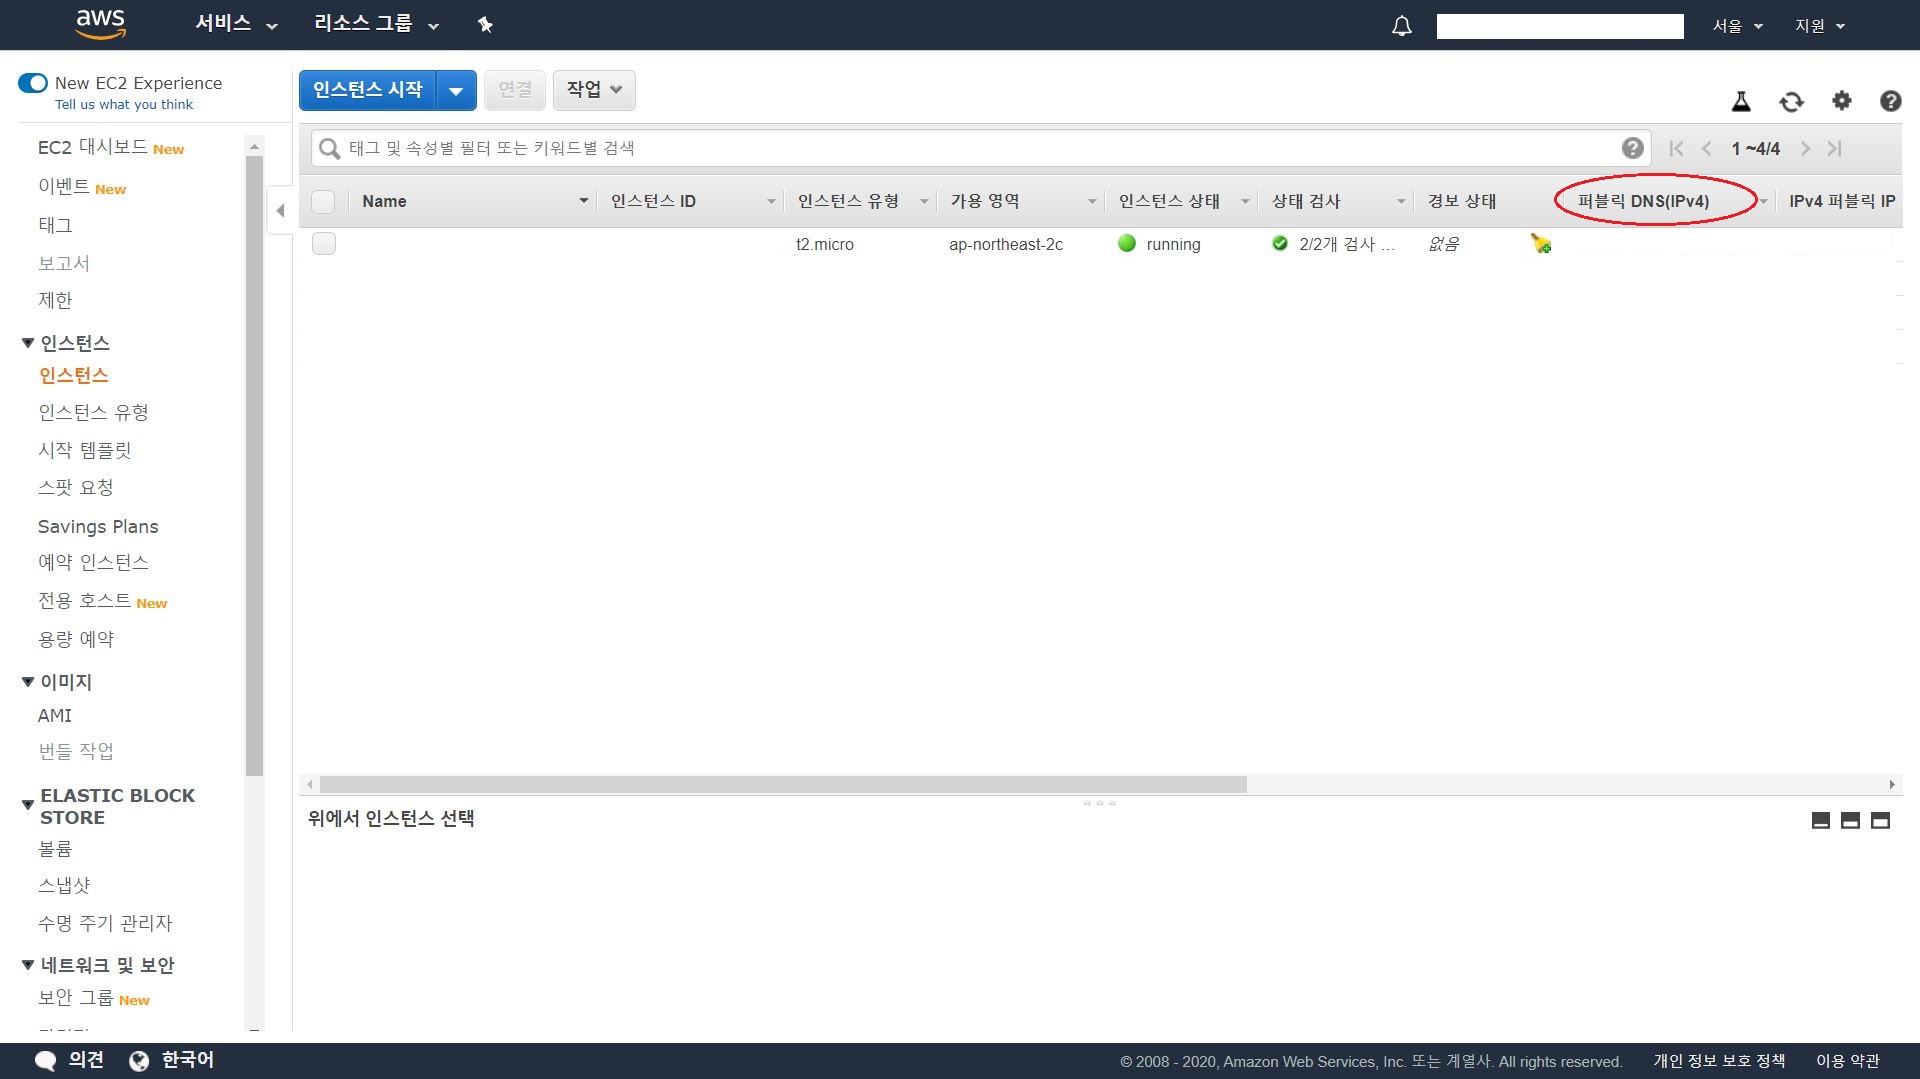 aws 서비스 리소스 그룹 서울 지원
New EC2 Experience
Tell us what you think
EC2 대시보드 New
이벤트 New
태그
보고서
제한
인스턴스
인스턴스
인스턴스 유형
시작 템플릿
스팟 요청
Savings Plans
예약 인스턴스
전용 호스트 New
용량 예약
이미지
AMI
번들 작업
ELASTIC BLOCK
STORE
볼륨
스냅샷
수명 주기 관리자
네트워크 및 보안
보안 그룹 New
인스턴스 시작 연결 작업
태그 및 속성별 필터 또는 키워드별 검색 1 ~4/4
Name 인스턴스 ID 인스턴스 유형 가용 영역 인스턴스 상태 상태 검사 경보 상태 퍼블릭 DNS(IPv4) IPv4 퍼블릭 IP
t2.micro ap-northeast-2c running 2/2개 검사 ... 없음
위에서 인스턴스 선택
의견 한국어 © 2008 - 2020, Amazon Web Services, Inc. 또는 계열사. All rights reserved. 개인 정보 보호 정책 이용 약관